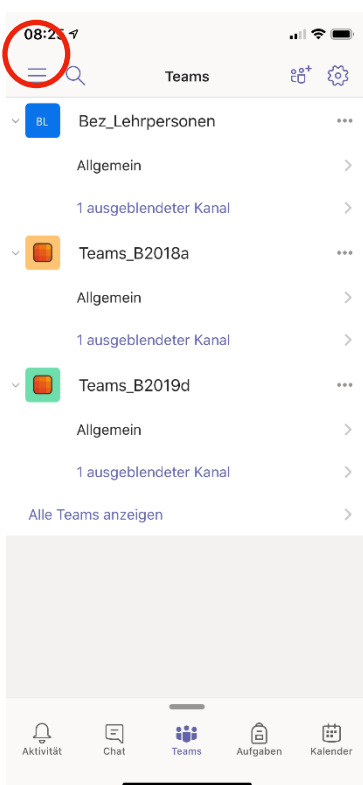 08:25
Teams
BL Bez_Lehrpersonen
Allgemein
1 ausgeblendeter Kanal
Teams_B2018a
Allgemein
1 ausgeblendeter Kanal
Teams_B2019d
Allgemein
1 ausgeblendeter Kanal
Alle Teams anzeigen
Aktivität Chat Teams Aufgaben Kalender